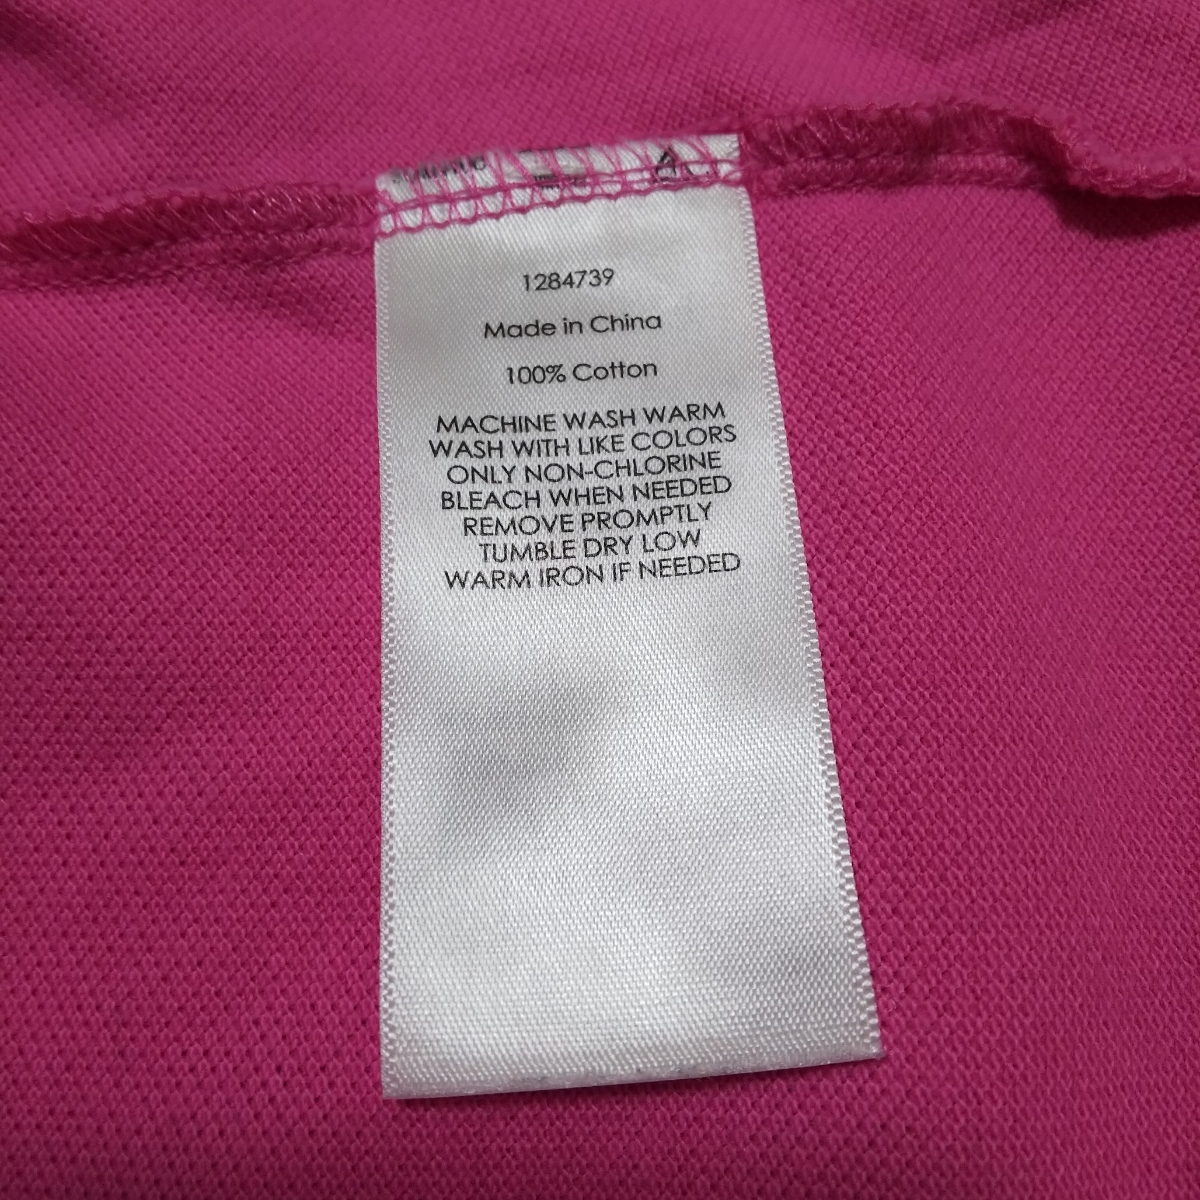 1284739
Made in China
100% Cotton
MACHINE WASH WARM
WASH WITH LIKE COLORS
ONLY NON-CHLORINE
BLEACH WHEN NEEDED
REMOVE PROMPTLY
TUMBLE DRY LOW
WARM IRON IF NEEDED